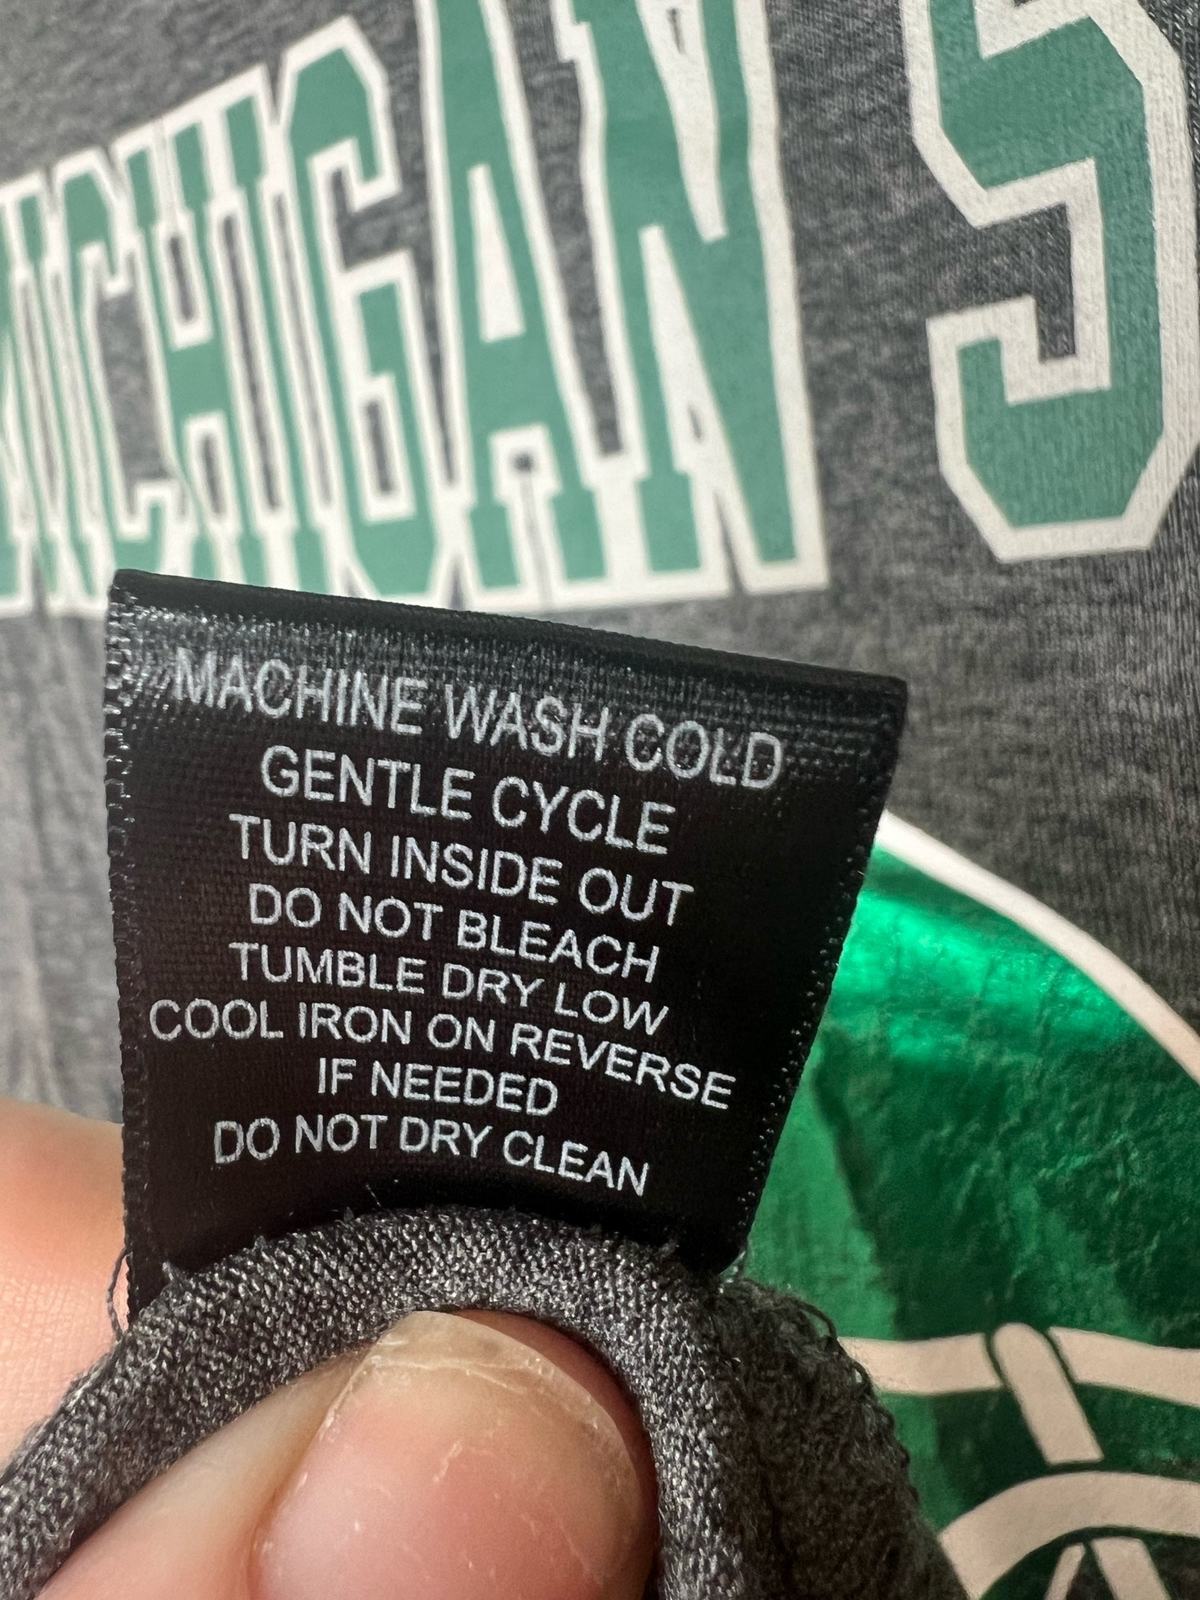 MICHIGAN S
MACHINE WASH COLD
GENTLE CYCLE
TURN INSIDE OUT
DO NOT BLEACH
TUMBLE DRY LOW
COOL IRON ON REVERSE
IF NEEDED
DO NOT DRY CLEAN